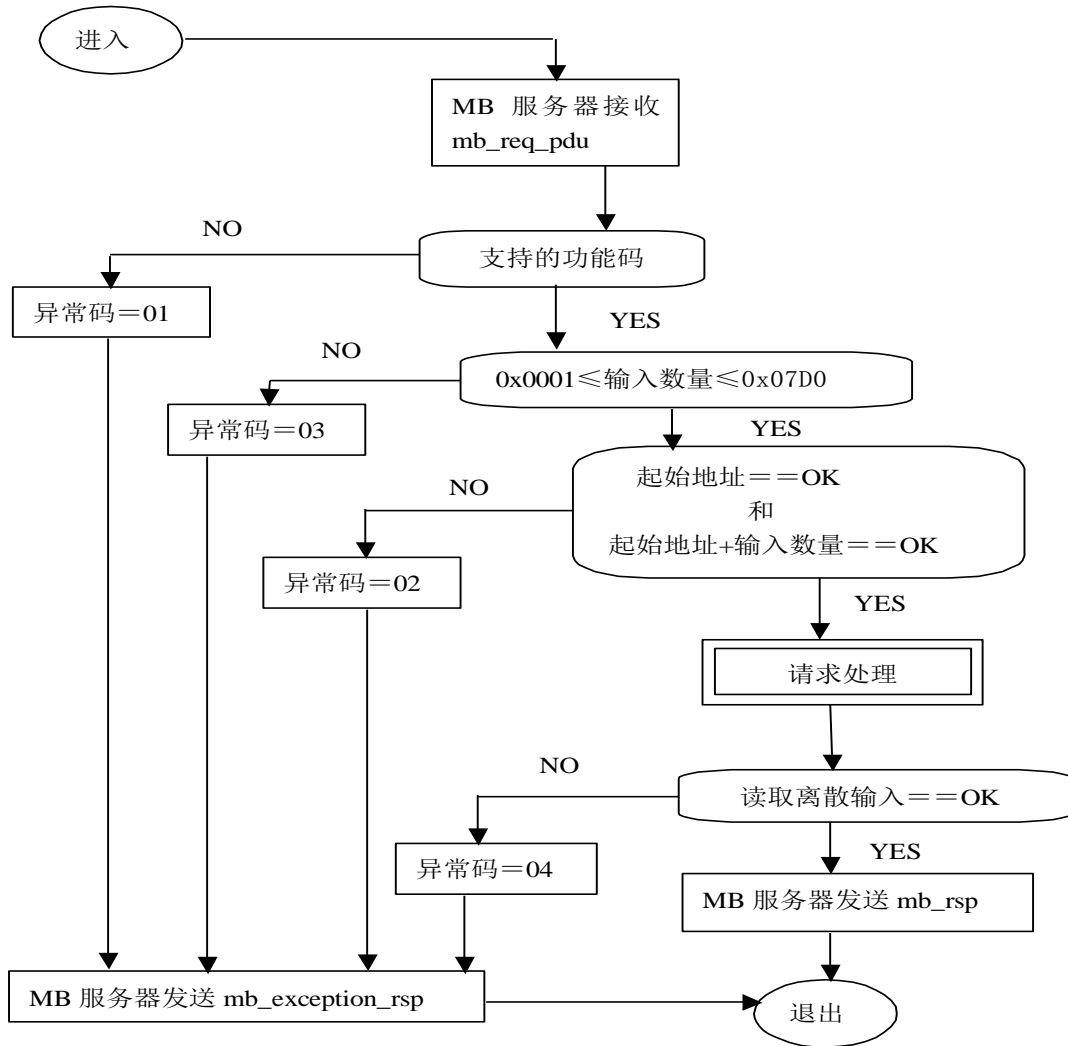 进入
MB 服务器接收
mb_req_pdu
NO
支持的功能码
异常码＝01
YES
NO
0x0001≤输入数量≤0x07D0
异常码＝03
YES
起始地址＝＝OK
NO
和
起始地址+输入数量＝＝OK
异常码＝02
YES
请求处理
NO
读取离散输入＝＝OK
YES
异常码＝04
MB 服务器发送 mb_rsp
MB 服务器发送 mb_exception_rsp
退出